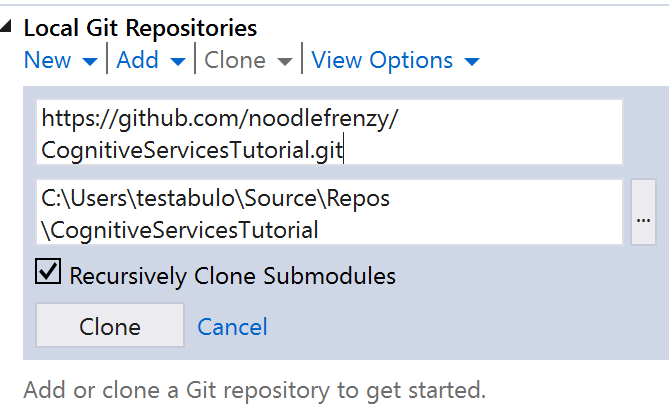 Local Git Repositories
New Add Clone View Options
https://github.com/noodlefrenzy/
CognitiveServicesTutorial.git
C:\Users\testabulo\Source\Repos
\CognitiveServicesTutorial
...
Recursively Clone Submodules
Clone Cancel
Add or clone a Git repository to get started.